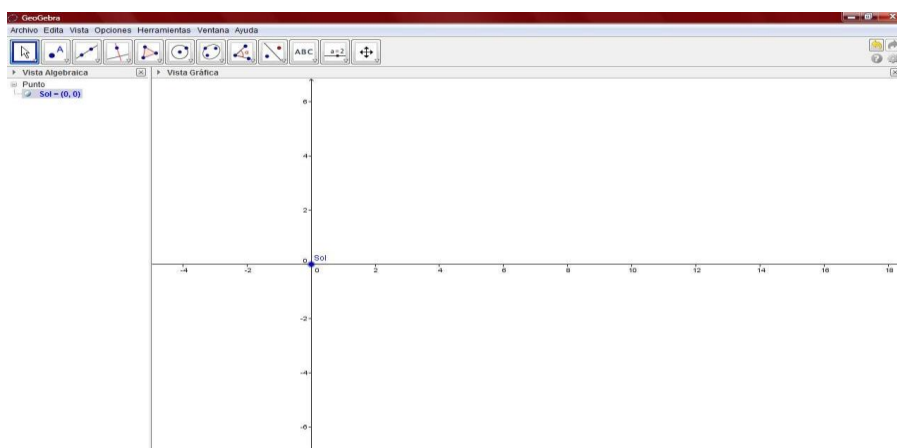 GeoGebra
Archivo Edita Vista Opciones Herramientas Ventana Ayuda
A
α
ABC
a=2
Vista Algebraica
Vista Gráfica
Punto
Sol = (0, 0)
6
4
2
0
Sol
-4 -2 0 2 4 6 8 10 12 14 16 18
-2
-4
-6